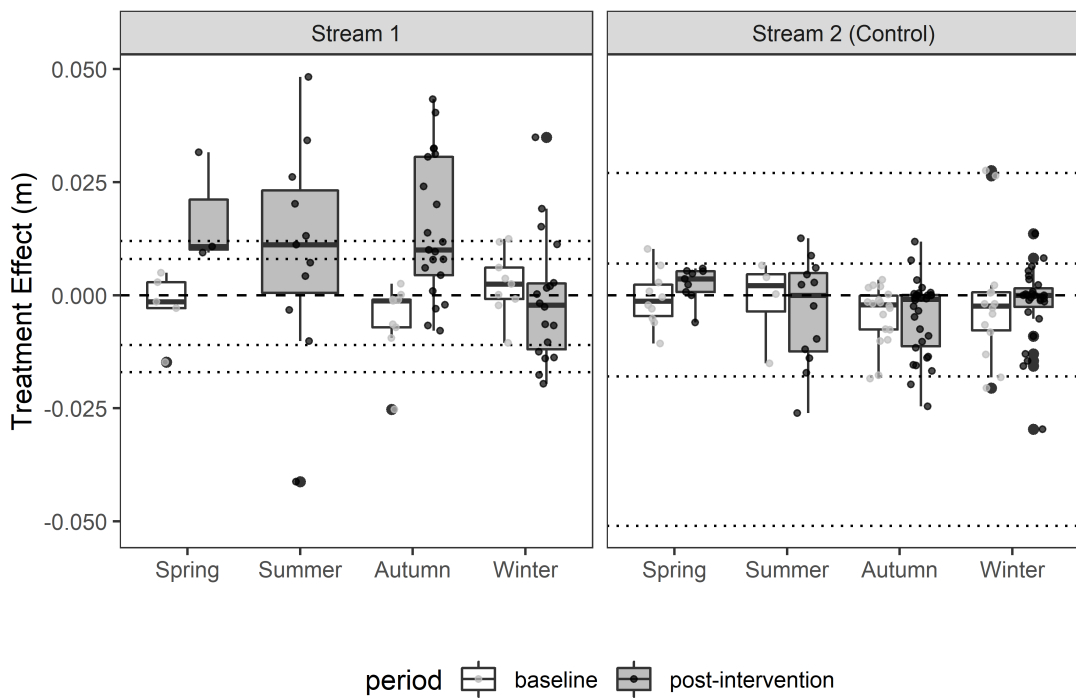 Stream 1
Stream 2 (Control)
Treatment Effect (m)
0.050
0.025
0.000
-0.025
-0.050
Spring Summer Autumn Winter
Spring Summer Autumn Winter
period baseline post-intervention